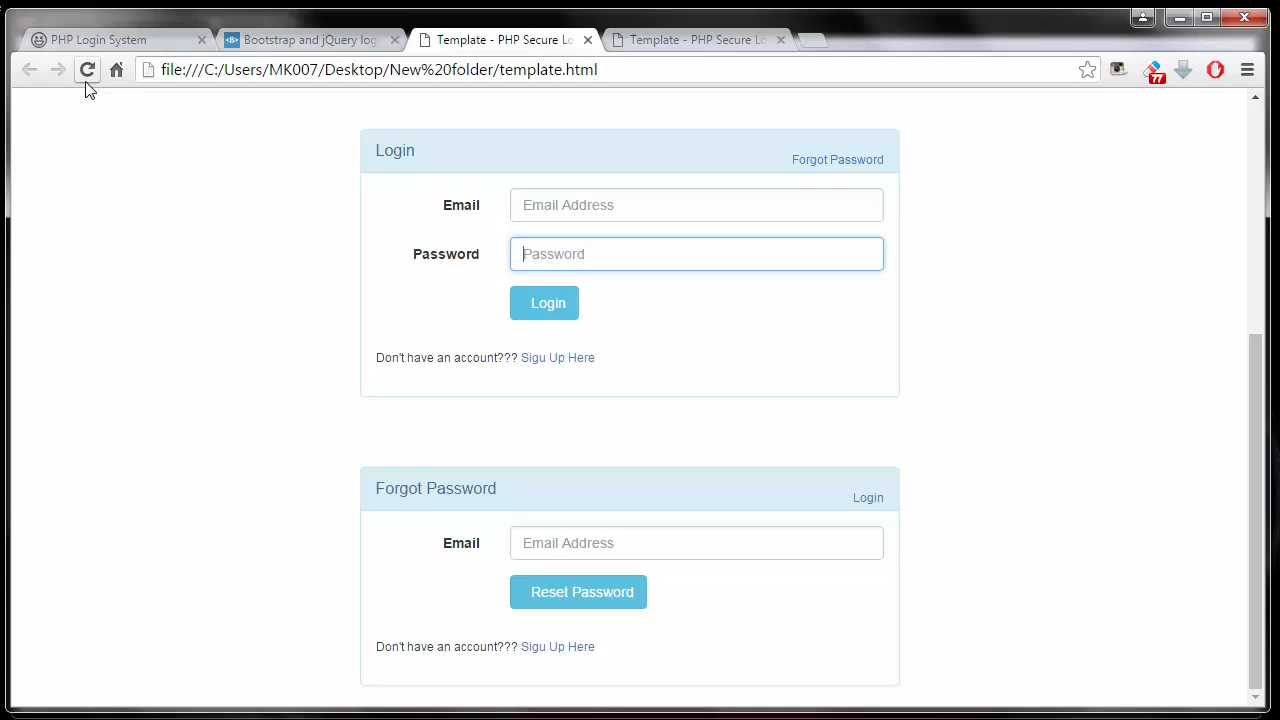 PHP Login System
Bootstrap and jQuery log
Template - PHP Secure Lo
Template - PHP Secure Lo
file:///C:/Users/MK007/Desktop/New%20folder/template.html
77
Login
Forgot Password
Email
Email Address
Password
Password
Login
Don't have an account??? Sigu Up Here
Forgot Password
Login
Email
Email Address
Reset Password
Don't have an account??? Sigu Up Here